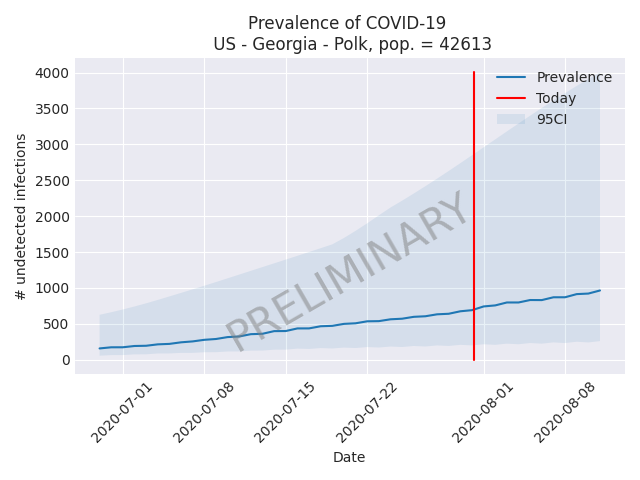 Prevalence of COVID-19
US - Georgia - Polk, pop. = 42613
4000
3500
3000
2500
2000
1500
1000
500
0
# undetected infections
Prevalence
Today
95CI
PRELIMINARY
2020-07-01
2020-07-08
2020-07-15
2020-07-22
2020-08-01
2020-08-08
Date